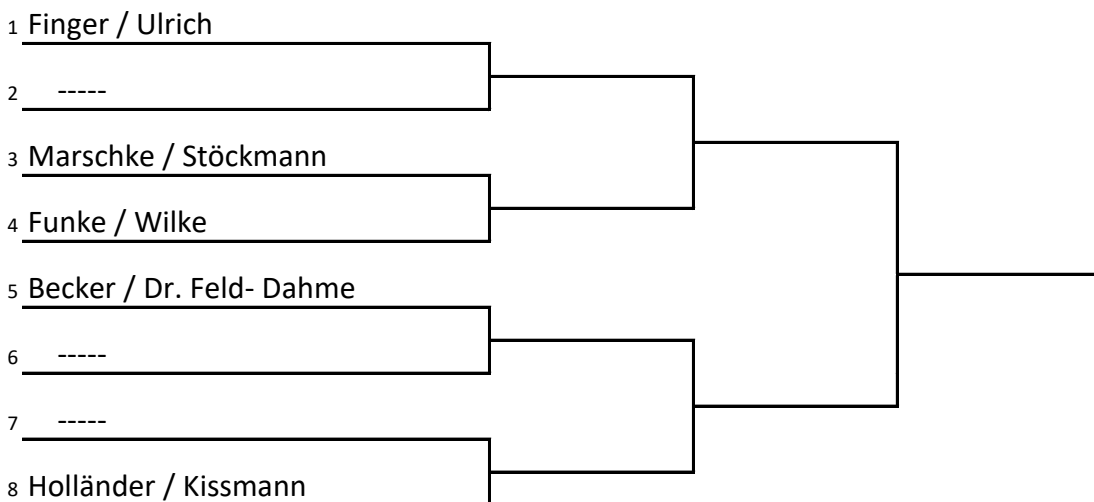 1 Finger / Ulrich
2 -----
3 Marschke / Stöckmann
4 Funke / Wilke
5 Becker / Dr. Feld- Dahme
6 -----
7 -----
8 Holländer / Kissmann